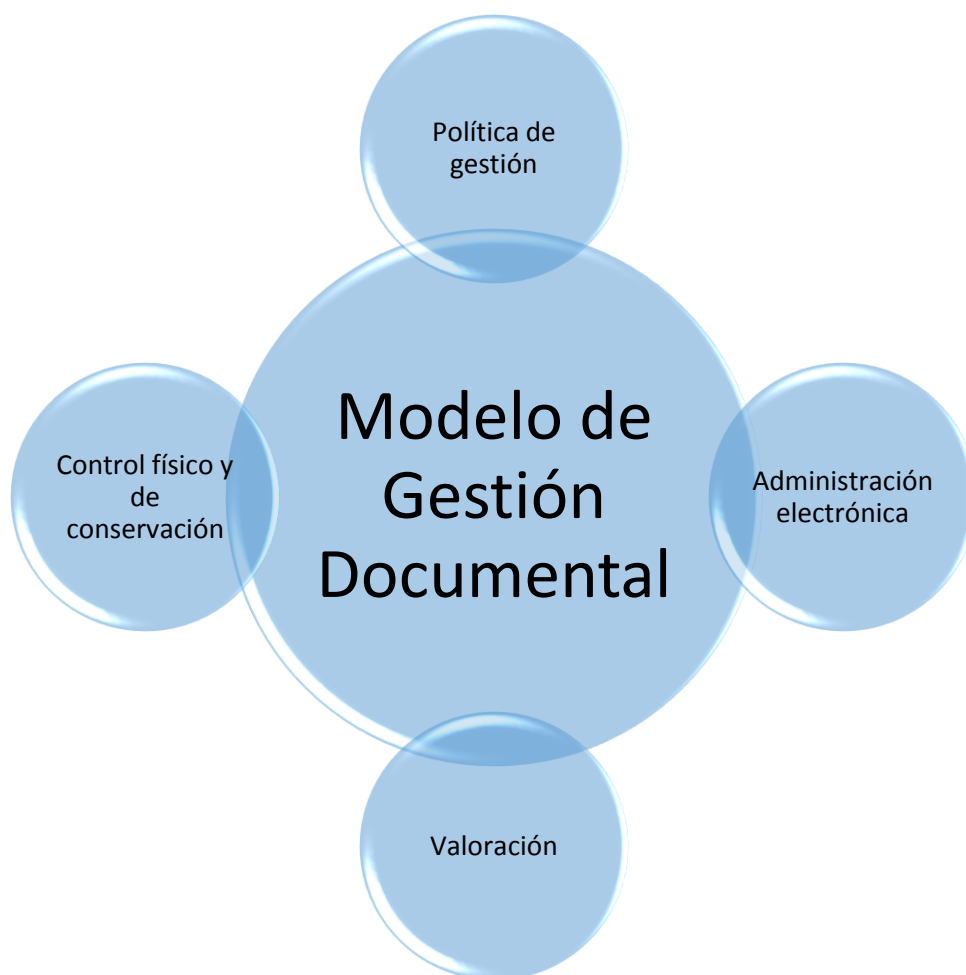 Política de
gestión
Modelo de
Gestión
Documental
Control físico y
de
conservación
Administración
electrónica
Valoración